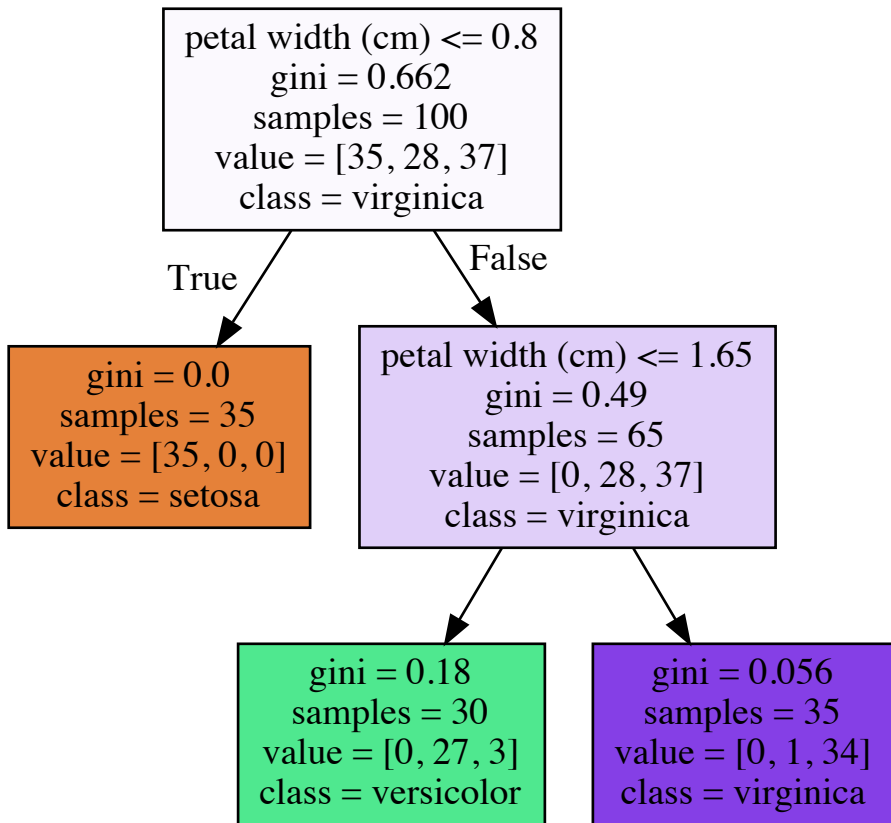 petal width (cm) <= 0.8
gini = 0.662
samples = 100
value = [35, 28, 37]
class = virginica
True
False
gini = 0.0
samples = 35
value = [35, 0, 0]
class = setosa
petal width (cm) <= 1.65
gini = 0.49
samples = 65
value = [0, 28, 37]
class = virginica
gini = 0.18
samples = 30
value = [0, 27, 3]
class = versicolor
gini = 0.056
samples = 35
value = [0, 1, 34]
class = virginica